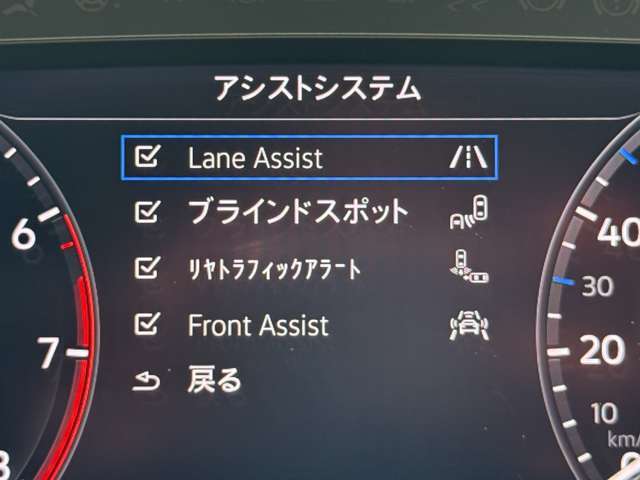 アシストシステム
Lane Assist
ブラインドスポット
ﾘﾔﾄﾗﾌｨｯｸｱﾗｰﾄ
Front Assist
戻る
6
7
8
40
30
20
10
km/
0